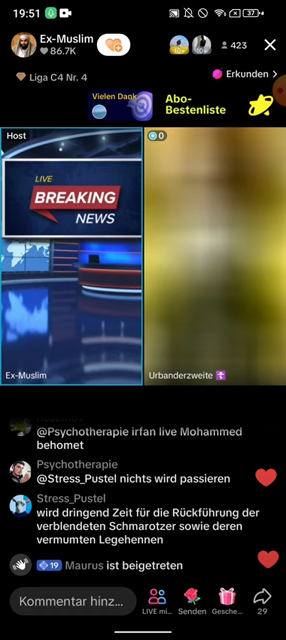 19:51
37
Ex-Muslim
86.7K
423
Liga C4 Nr. 4
Erkunden
Vielen Dank
Abo-
Bestenliste
Host
0
LIVE
BREAKING
NEWS
Ex-Muslim
Urbanderzweite
@Psychotherapie irfan live Mohammed
behomet
Psychotherapie
@Stress_Pustel nichts wird passieren
Stress_Pustel
wird dringend Zeit für die Rückführung der
verblendeten Schmarotzer sowie deren
vermumten Legehennen
19 Maurus ist beigetreten
Kommentar hinz...
LIVE mi...
Senden
Gesche...
29